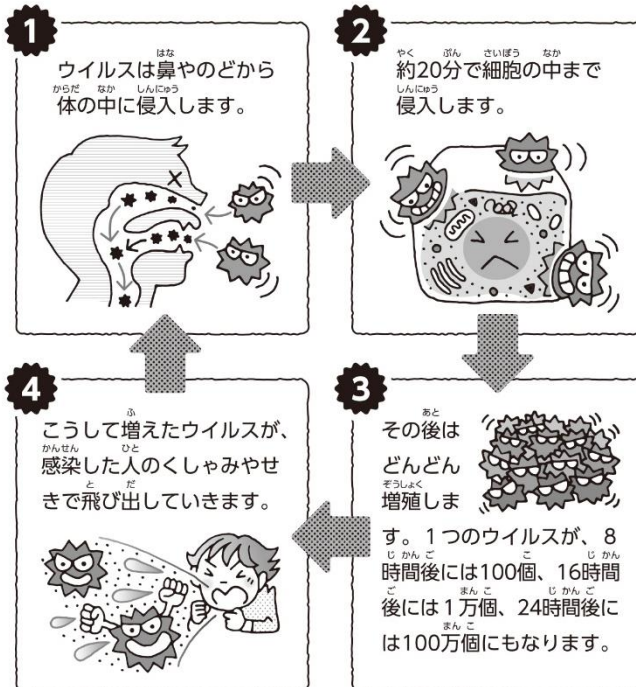 1
ウイルスは鼻やのどから
体の中に侵入します。
2
約20分で細胞の中まで
侵入します。
3
その後は
どんどん
増殖しま
す。1つのウイルスが、8
時間後には100個、16時間
後には1万個、24時間後に
は100万個にもなります。
4
こうして増えたウイルスが、
感染した人のくしゃみやせ
きで飛び出していきます。